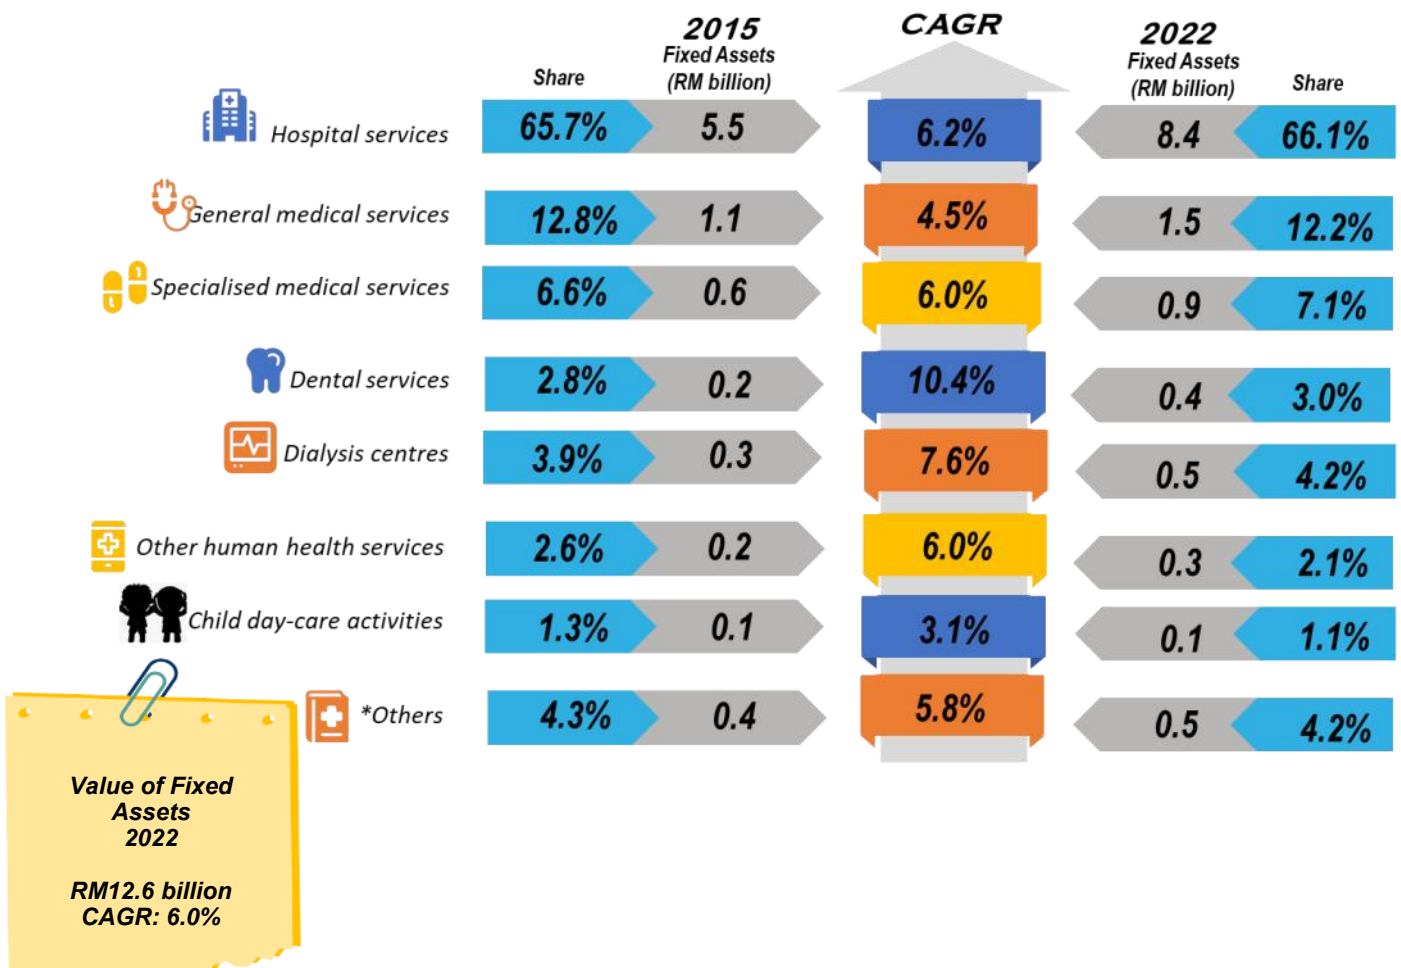 2015
Fixed Assets
(RM billion)
Share
CAGR
2022
Fixed Assets
(RM billion)
Share
Hospital services 65.7% 5.5 6.2% 8.4 66.1%
General medical services 12.8% 1.1 4.5% 1.5 12.2%
Specialised medical services 6.6% 0.6 6.0% 0.9 7.1%
Dental services 2.8% 0.2 10.4% 0.4 3.0%
Dialysis centres 3.9% 0.3 7.6% 0.5 4.2%
Other human health services 2.6% 0.2 6.0% 0.3 2.1%
Child day-care activities 1.3% 0.1 3.1% 0.1 1.1%
*Others 4.3% 0.4 5.8% 0.5 4.2%
Value of Fixed
Assets
2022
RM12.6 billion
CAGR: 6.0%